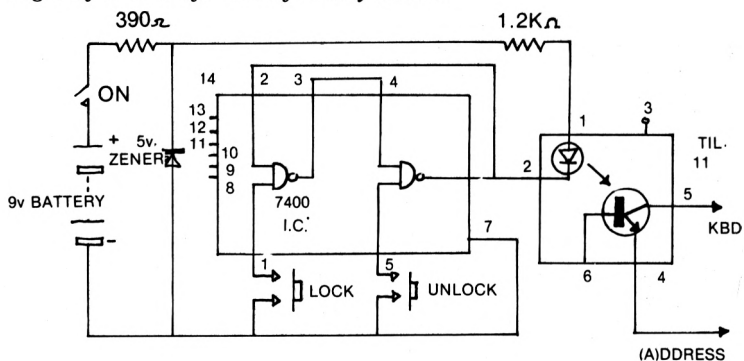 390Ω
1.2KΩ
ON
14
2
3
4
13
12
11
10
9
8
+
5v.
ZENER
9v BATTERY
-
7400
I.C.
7
1
LOCK
5
UNLOCK
1
3
TIL.
11
2
5
KBD
6
4
(A)DDRESS